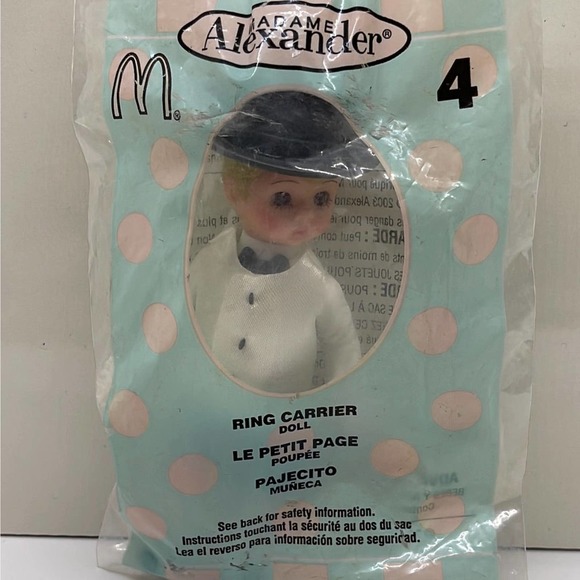 MADAME
Alexander®
M®
4
RING CARRIER
DOLL
LE PETIT PAGE
POUPÉE
PAJECITO
MUÑECA
See back for safety information.
Instructions touchant la sécurité au dos du sac
Lea el reverso para información sobre seguridad.